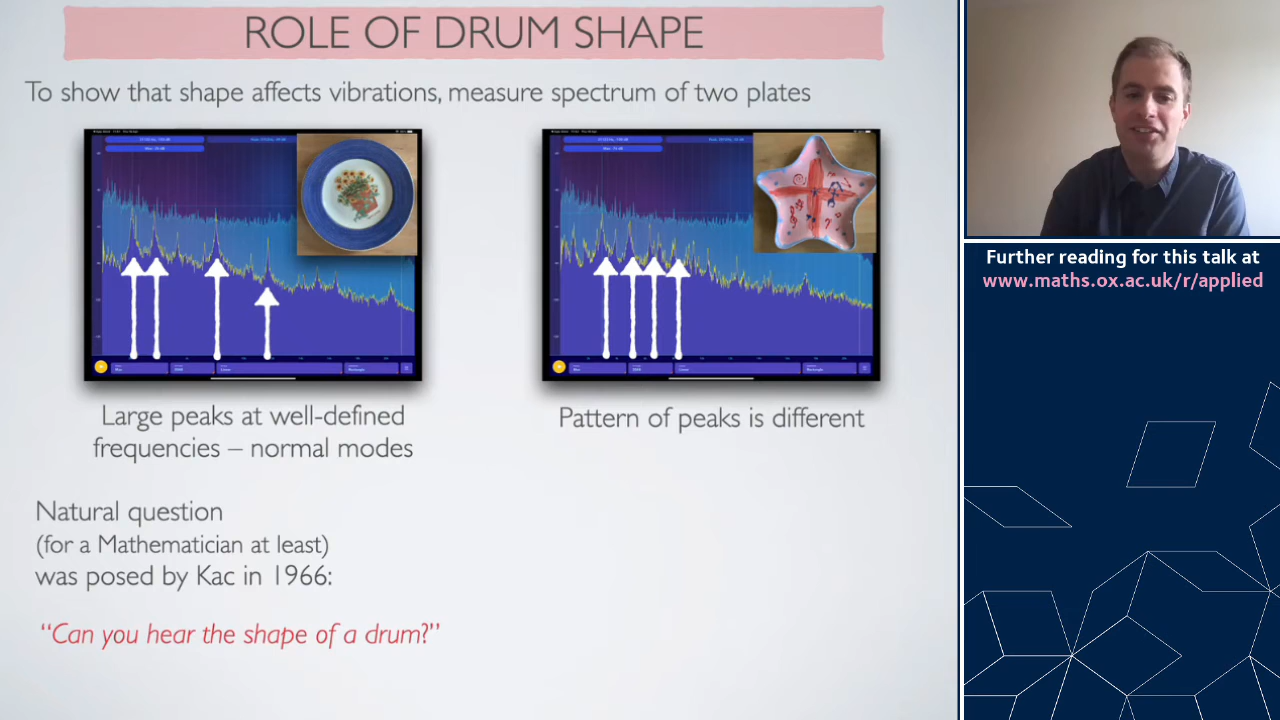 ROLE OF DRUM SHAPE
To show that shape affects vibrations, measure spectrum of two plates
Large peaks at well-defined
frequencies – normal modes
Pattern of peaks is different
Natural question
(for a Mathematician at least)
was posed by Kac in 1966:
“Can you hear the shape of a drum?”
Further reading for this talk at
www.maths.ox.ac.uk/r/applied